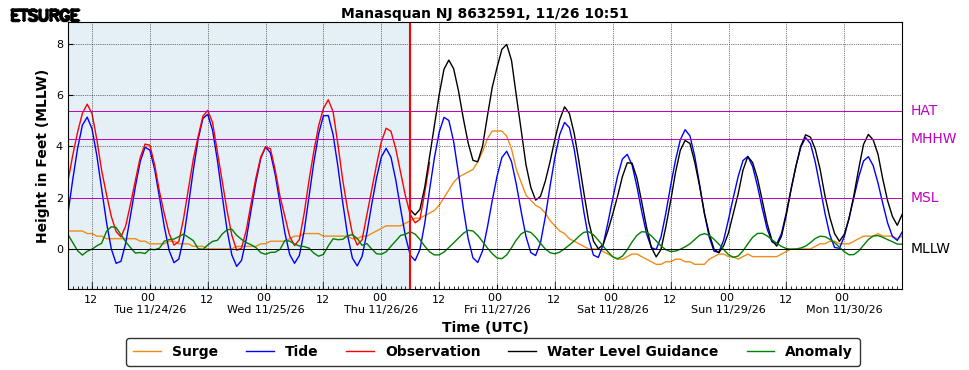 ETSURGE
Manasquan NJ 8632591, 11/26 10:51
Height in Feet (MLLW)
8
6
4
2
0
HAT
MHHW
MSL
MLLW
12 00 12 00 12 00 12 00 12 00 12 00 12 00
Tue 11/24/26 Wed 11/25/26 Thu 11/26/26 Fri 11/27/26 Sat 11/28/26 Sun 11/29/26 Mon 11/30/26
Time (UTC)
Surge Tide Observation Water Level Guidance Anomaly